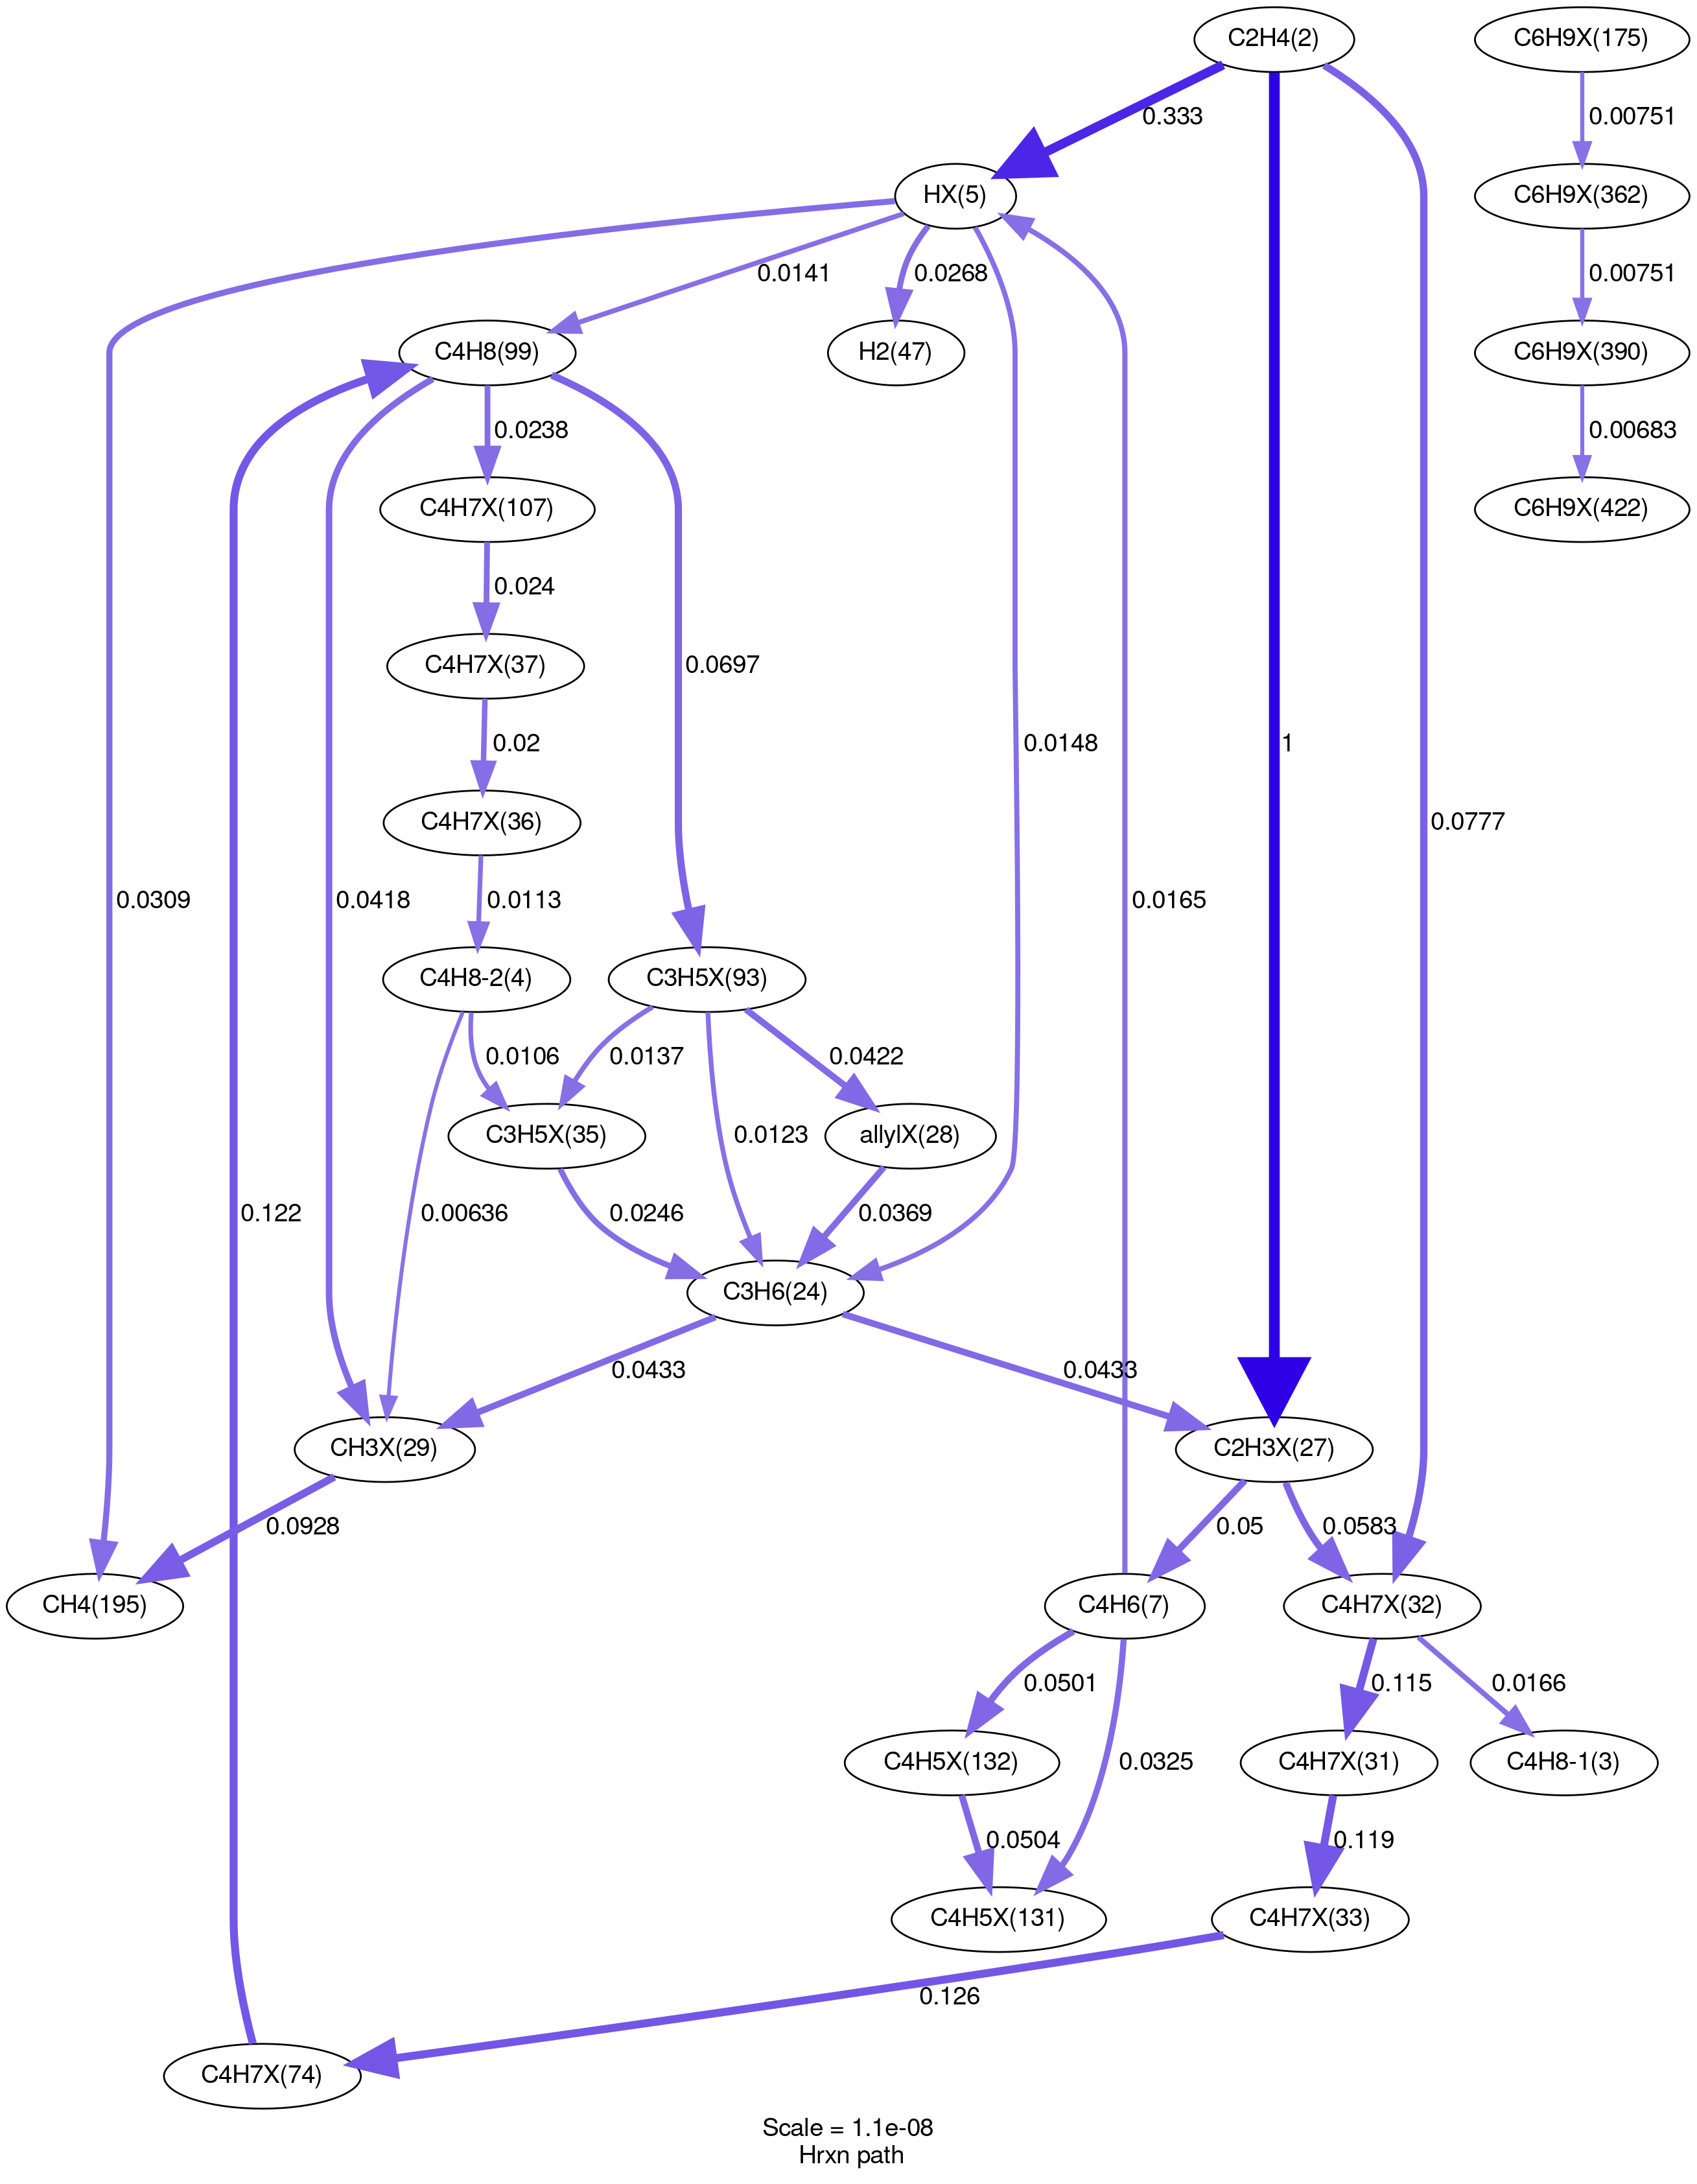 C2H4(2)
C6H9X(175)
0.333
0.00751
HX(5)
C6H9X(362)
0.0141
0.0268
0.00751
C4H8(99)
H2(47)
C6H9X(390)
0.0238
0.00683
C4H7X(107)
C6H9X(422)
0.024
C4H7X(37)
0.0697
0.02
0.0148
1
C4H7X(36)
0.0777
0.0309
0.0418
0.0113
0.0165
C4H8-2(4)
C3H5X(93)
0.0106
0.0137
0.0422
C3H5X(35)
0.0123
allylX(28)
0.122
0.00636
0.0246
0.0369
C3H6(24)
0.0433
0.0433
CH3X(29)
C2H3X(27)
0.0928
0.05
0.0583
CH4(195)
C4H6(7)
C4H7X(32)
0.0501
0.115
0.0166
C4H5X(132)
0.0325
C4H7X(31)
C4H8-1(3)
0.0504
0.119
C4H5X(131)
C4H7X(33)
0.126
C4H7X(74)
Scale = 1.1e-08
Hrxn path